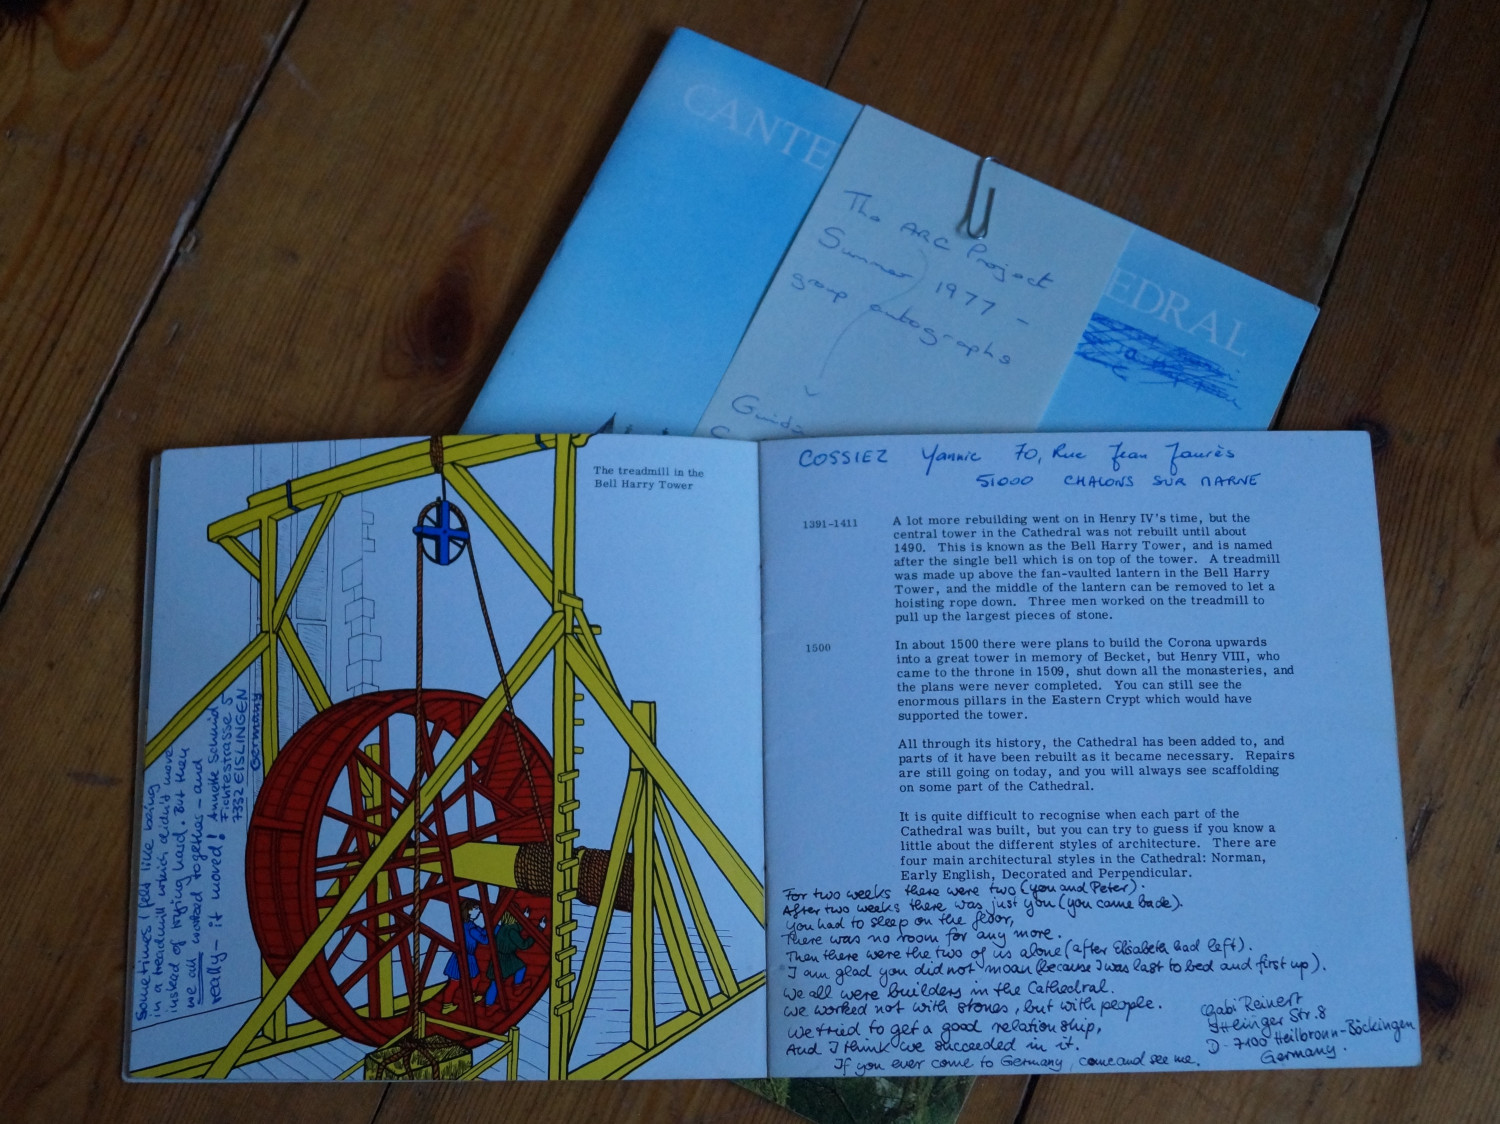 CANTE
EDRAL
The ARC Project
Summer 1977 -
group autographs
Guide
The treadmill in the
Bell Harry Tower
Sometimes I felt like being
in a treadmill which didn't move
insted of trying hard. But then
we all worked together - and
really - it moved! Annette Schmid
Fichtestrasse 5
7332 EISLINGEN
Germany
COSSIEZ Yannic 70, Rue Jean Jaurès
51000 CHALONS SUR MARNE
1391-1411 A lot more rebuilding went on in Henry IV's time, but the
central tower in the Cathedral was not rebuilt until about
1490. This is known as the Bell Harry Tower, and is named
after the single bell which is on top of the tower. A treadmill
was made up above the fan-vaulted lantern in the Bell Harry
Tower, and the middle of the lantern can be removed to let a
hoisting rope down. Three men worked on the treadmill to
pull up the largest pieces of stone.
1500 In about 1500 there were plans to build the Corona upwards
into a great tower in memory of Becket, but Henry VIII, who
came to the throne in 1509, shut down all the monasteries, and
the plans were never completed. You can still see the
enormous pillars in the Eastern Crypt which would have
supported the tower.
All through its history, the Cathedral has been added to, and
parts of it have been rebuilt as it became necessary. Repairs
are still going on today, and you will always see scaffolding
on some part of the Cathedral.
It is quite difficult to recognise when each part of the
Cathedral was built, but you can try to guess if you know a
little about the different styles of architecture. There are
four main architectural styles in the Cathedral: Norman,
Early English, Decorated and Perpendicular.
For two weeks there were two (you and Peter).
After two weeks there was just you (you came back).
You had to sleep on the floor,
There was no room for any more.
Then there were the two of us alone (after Elisabeth had left).
I am glad you did not moan (because I was last to bed and first up).
We all were builders in the Cathedral.
We worked not with stones, but with people.
We tried to get a good relationship,
And I think we succeeded in it.
If you ever come to Germany, come and see me.
Gabi Reinert
Str. 8
D - 7100 Heilbronn-Böckingen
Germany.